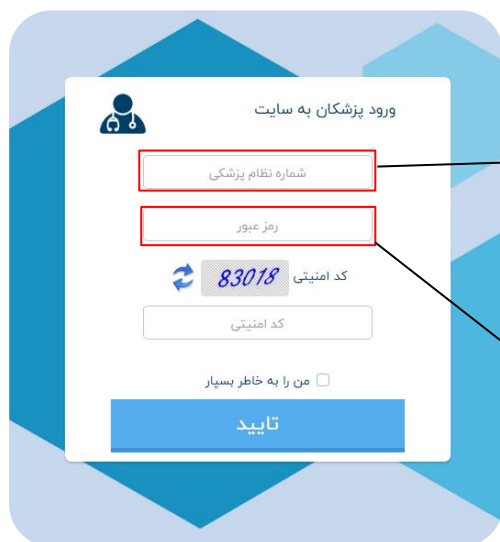 ورود پزشکان به سایت
شماره نظام پزشکی
رمز عبور
کد امنیتی 83018
کد امنیتی
من را به خاطر بسپار
تایید